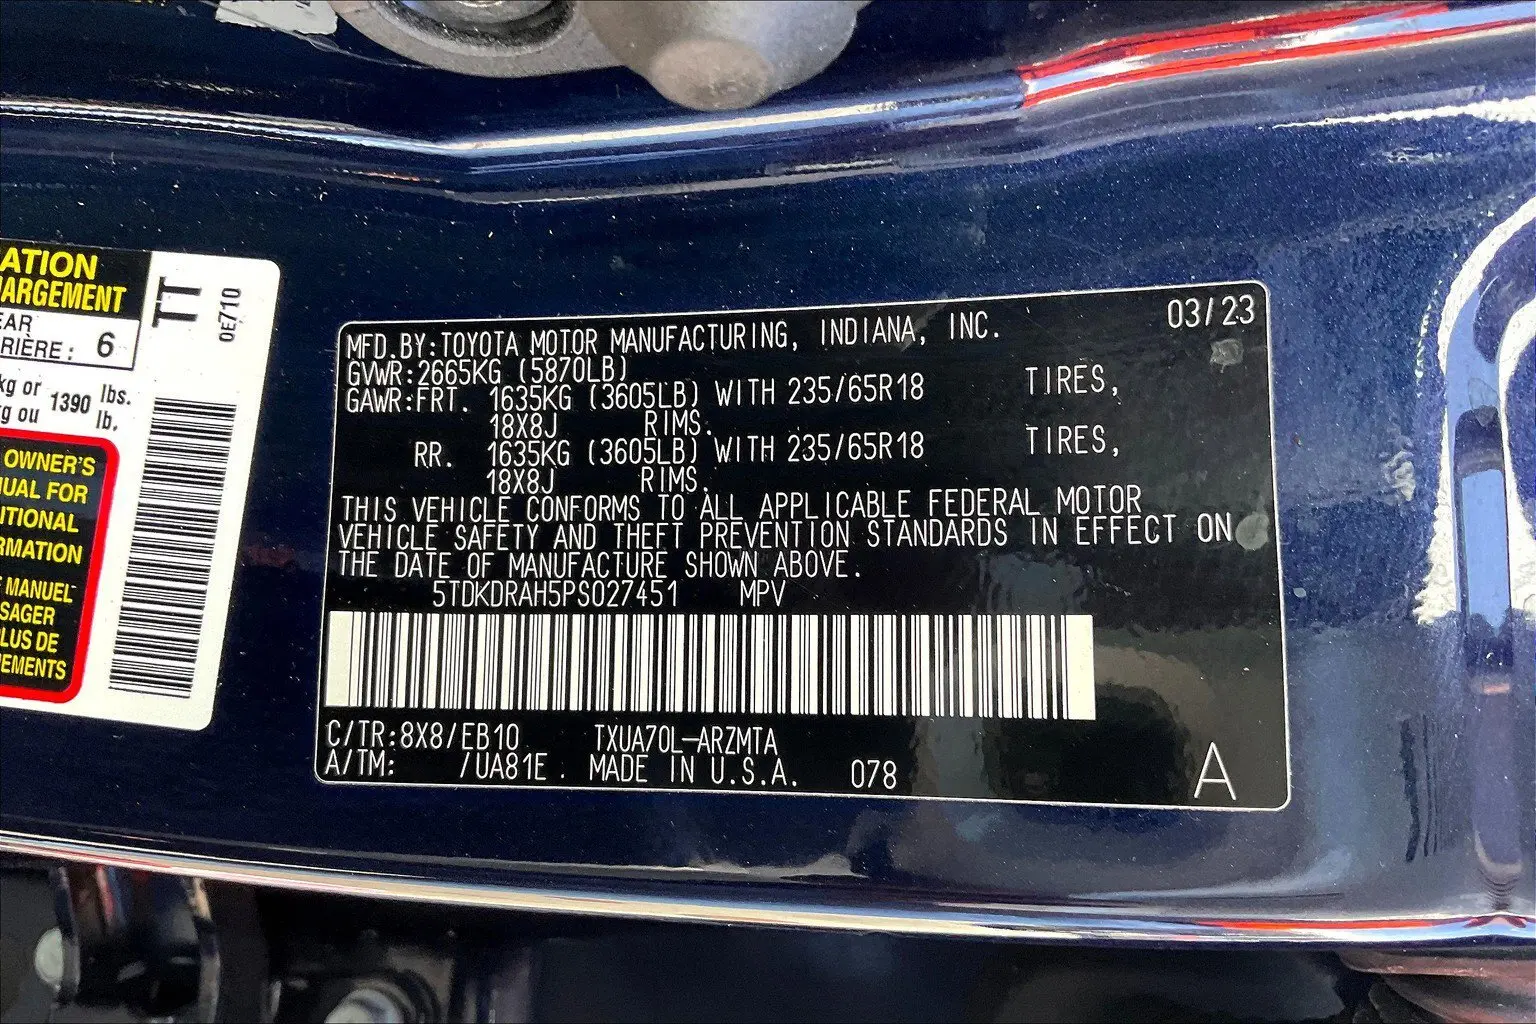 ATION
ARGEMENT
EAR
RIÈRE: 6
kg or 1390 lbs.
kg ou lb.
OWNER'S
UAL FOR
ITIONAL
RMATION
MANUEL
SAGER
LUS DE
EMENTS
TT
0E710
03/23
MFD.BY:TOYOTA MOTOR MANUFACTURING, INDIANA, INC.
GVWR:2665KG (5870LB)
GAWR:FRT. 1635KG (3605LB) WITH 235/65R18 TIRES,
18X8J RIMS.
RR. 1635KG (3605LB) WITH 235/65R18 TIRES,
18X8J RIMS.
THIS VEHICLE CONFORMS TO ALL APPLICABLE FEDERAL MOTOR
VEHICLE SAFETY AND THEFT PREVENTION STANDARDS IN EFFECT ON
THE DATE OF MANUFACTURE SHOWN ABOVE.
5TDKDRAH5PS027451 MPV
C/TR:8X8/EB10 TXUA70L-ARZMTA
A/TM: /UA81E . MADE IN U.S.A. 078
A